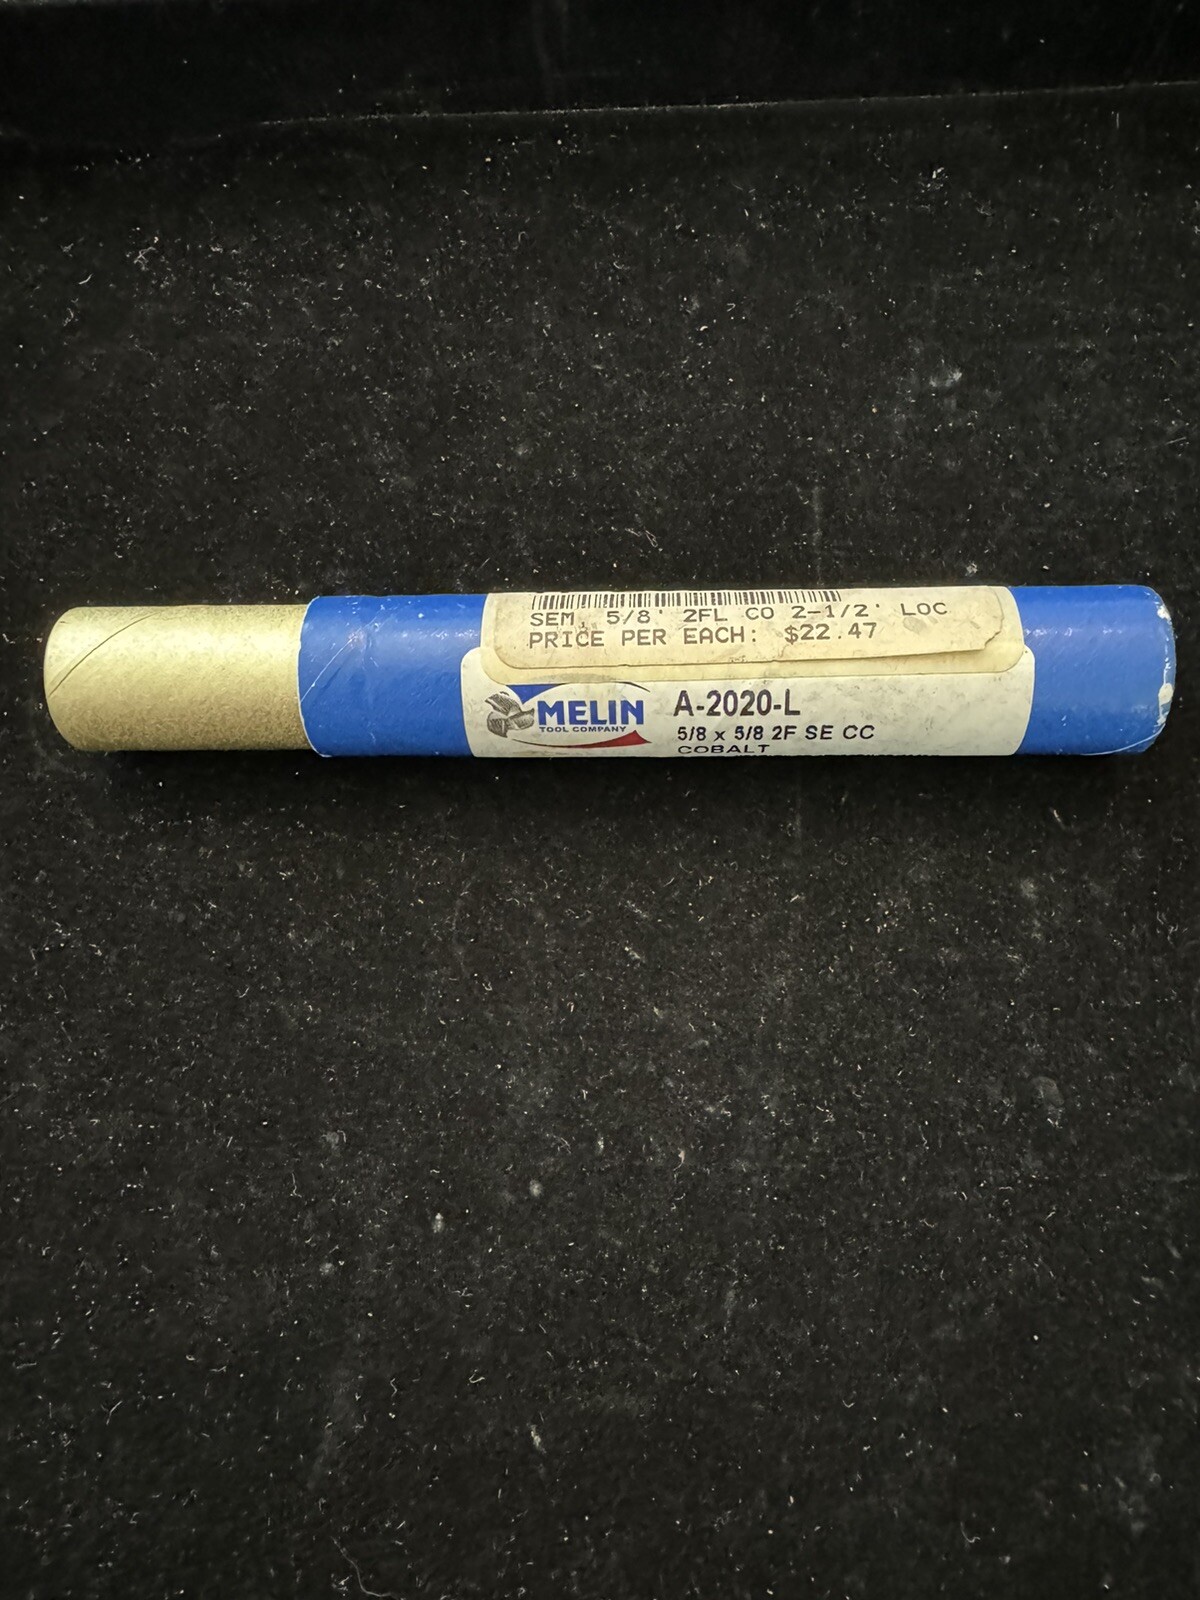 SEM, 5/8' 2FL CO 2-1/2' LOC
PRICE PER EACH: $22.47
MELIN
TOOL COMPANY
A-2020-L
5/8 x 5/8 2F SE CC
COBALT